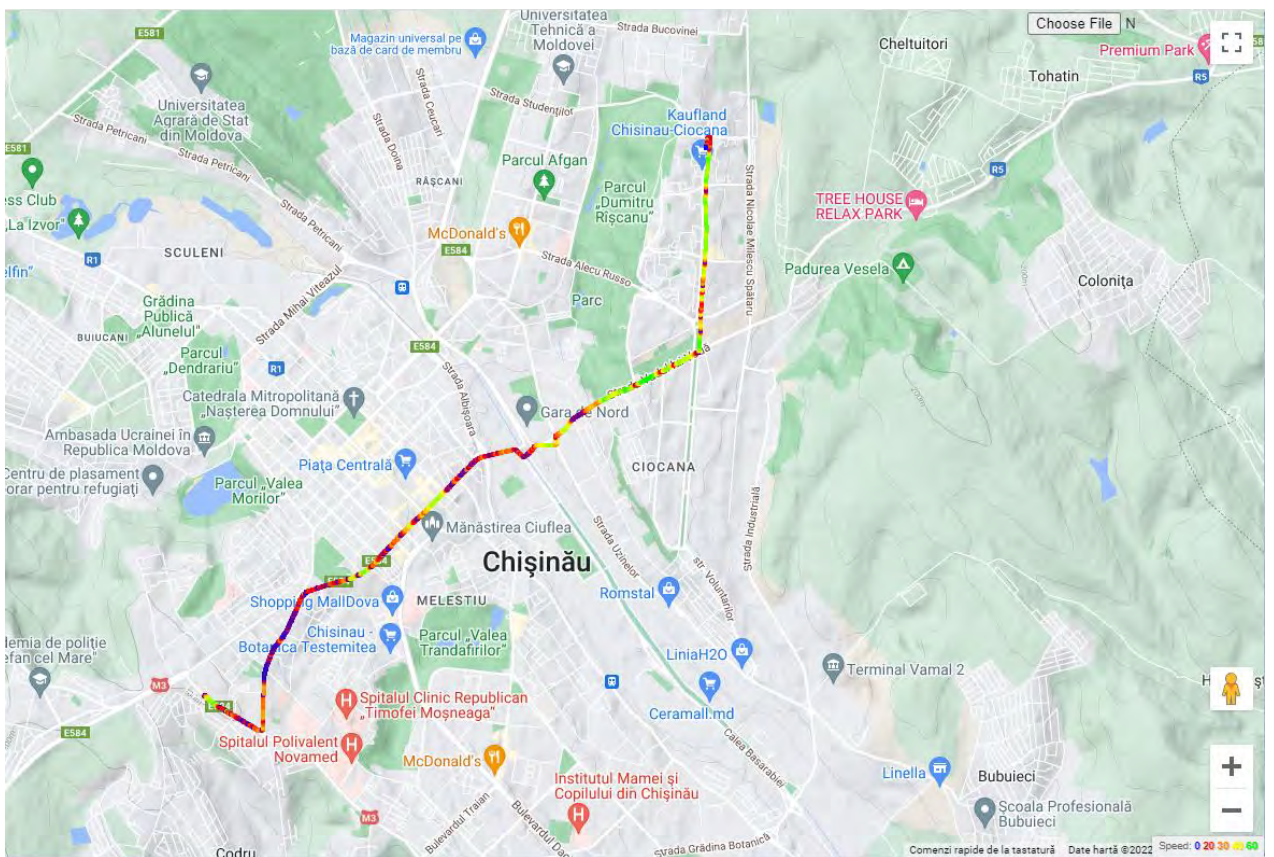 E581
Magazin universal pe
bază de card de membru
Universitatea
Tehnică a
Moldovei
Strada Bucovinei
Cheltuitori
Choose File N
Premium Park
R5
Tohatin
Universitatea
Agrară de Stat
din Moldova
Strada Petricani
Strada Ceucari
Strada Doina
Strada Studenților
Kaufland
Chisinau-Ciocana
E581
Strada Petricani
RÂȘCANI
Parcul Afgan
Parcul
„Dumitru
Rîșcanu"
Strada Nicolae Milescu Spătaru
R5
TREE HOUSE
RELAX PARK
ess Club
„La Izvor"
Strada Petricani
McDonald's
E584
Strada Alecu Russo
SCULENI
R1
elfin"
Padurea Vesela
Colonița
Strada Mihai Viteazul
Parc
Grădina
Publică
Alunelul"
BUIUCANI
E584
Parcul
„Dendrariu"
R1
Catedrala Mitropolitană
„Nașterea Domnului"
Strada Albișoara
Gara de Nord
Ambasada Ucrainei în
Republica Moldova
Piața Centrală
CIOCANA
Centru de plasament
orar pentru refugiați
Parcul „Valea
Morilor"
Strada Industrială
Mănăstirea Ciuflea
Strada Uzinelor
Chișinău
E584
str. Voluntarilor
Shopping MallDova
MELESTIU
Romstal
Chisinau -
Botanica Testemitea
Parcul „Valea
Trandafirilor"
LiniaH2O
demia de poliție
efan cel Mare"
Terminal Vamal 2
M3
Spitalul Clinic Republican
„Timofei Moșneaga"
Ceramall.md
E584
Spitalul Polivalent
Novamed
McDonald's
Calea Basarabiei
Institutul Mamei și
Copilului din Chișinău
Linella
Bubuieci
M3
Bulevardul Traian
Școala Profesională
Bubuieci
Codru
Strada Grădina Botanică
Comenzi rapide de la tastatură Date hartă ©2022
Speed: 0 20 30 40 60